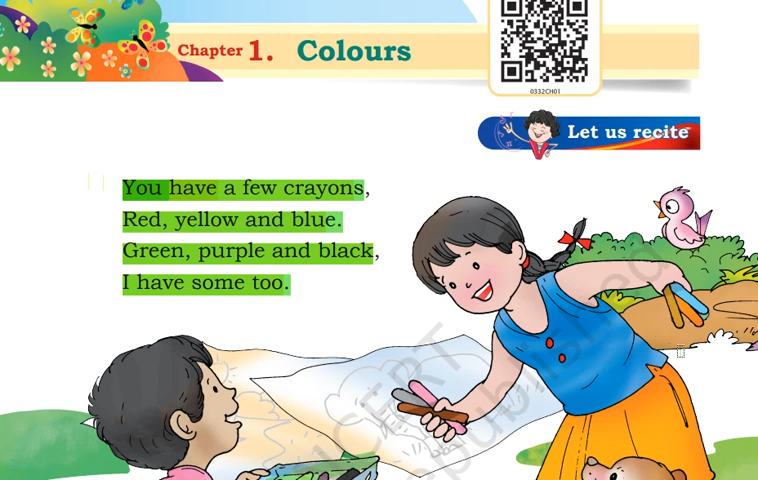 Chapter 1. Colours
0332CH01
Let us recite
You have a few crayons,
Red, yellow and blue.
Green, purple and black,
I have some too.